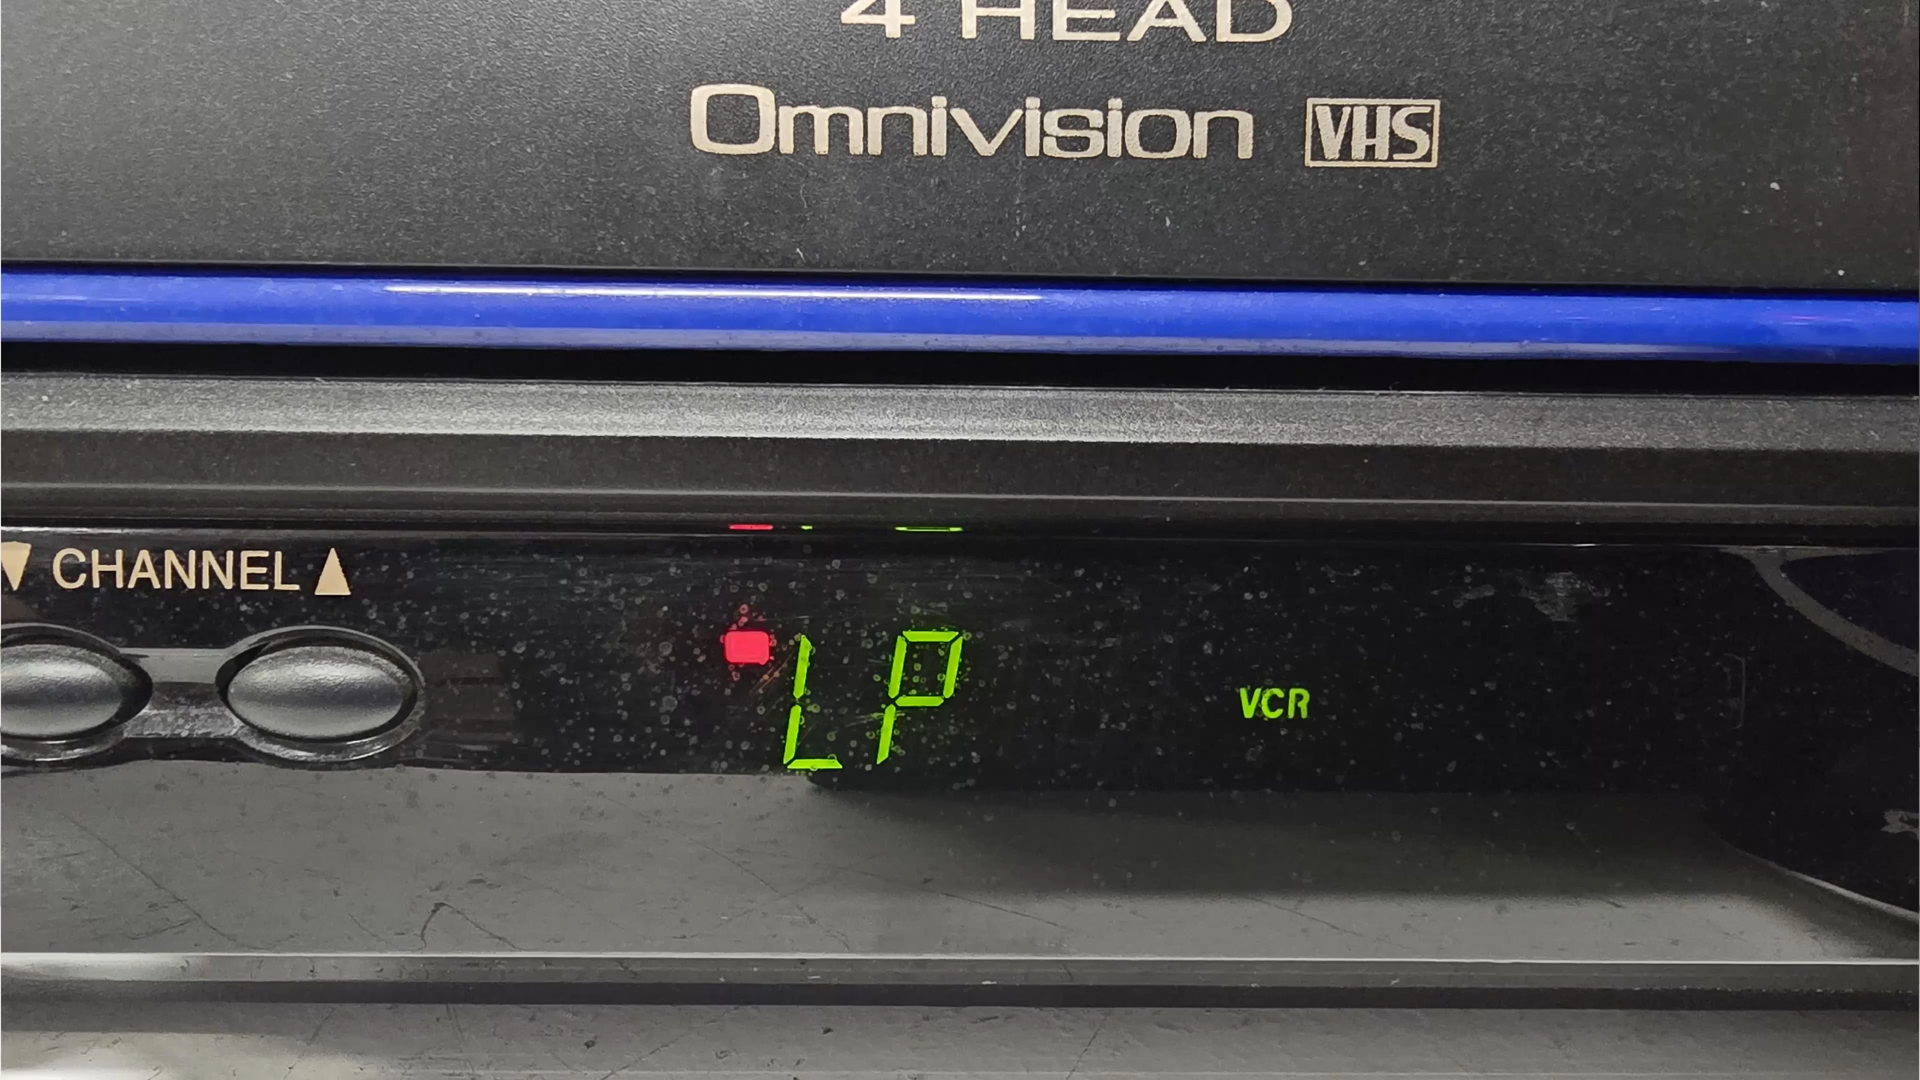 4 HEAD
Omnivision VHS
▼ CHANNEL ▲
LP
VCR